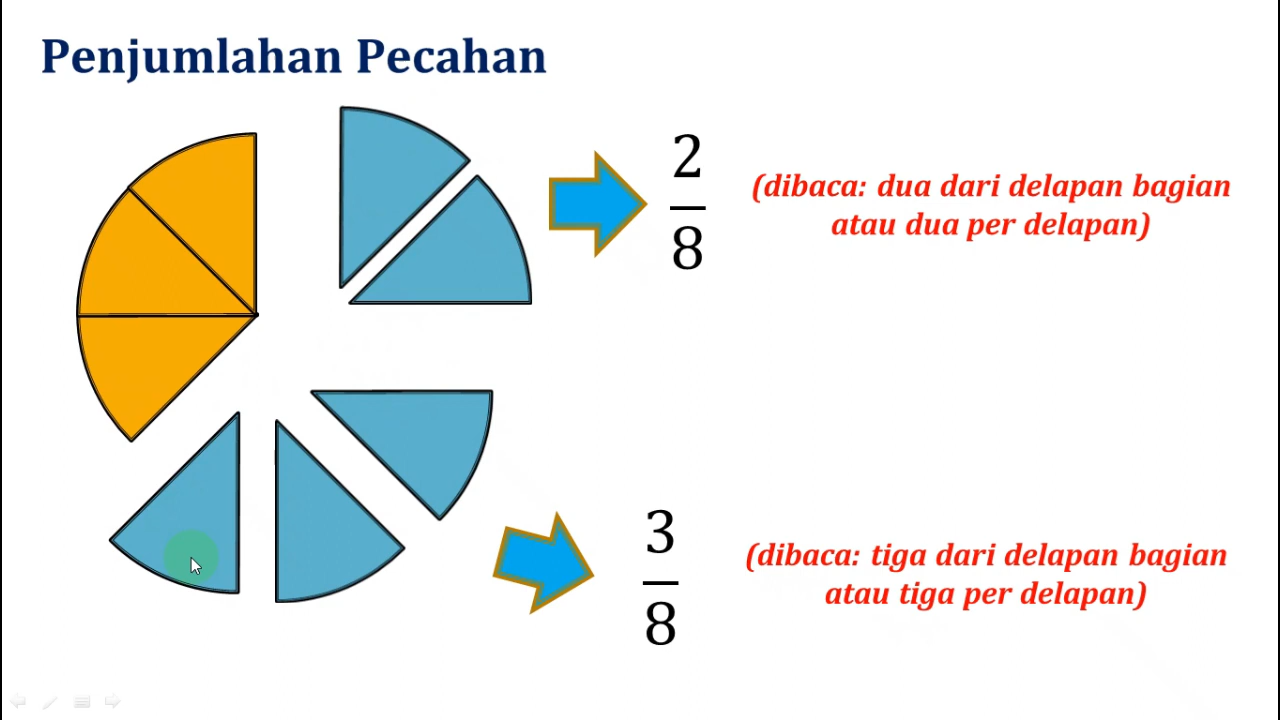 Penjumlahan Pecahan
2
8
(dibaca: dua dari delapan bagian
atau dua per delapan)
3
8
(dibaca: tiga dari delapan bagian
atau tiga per delapan)